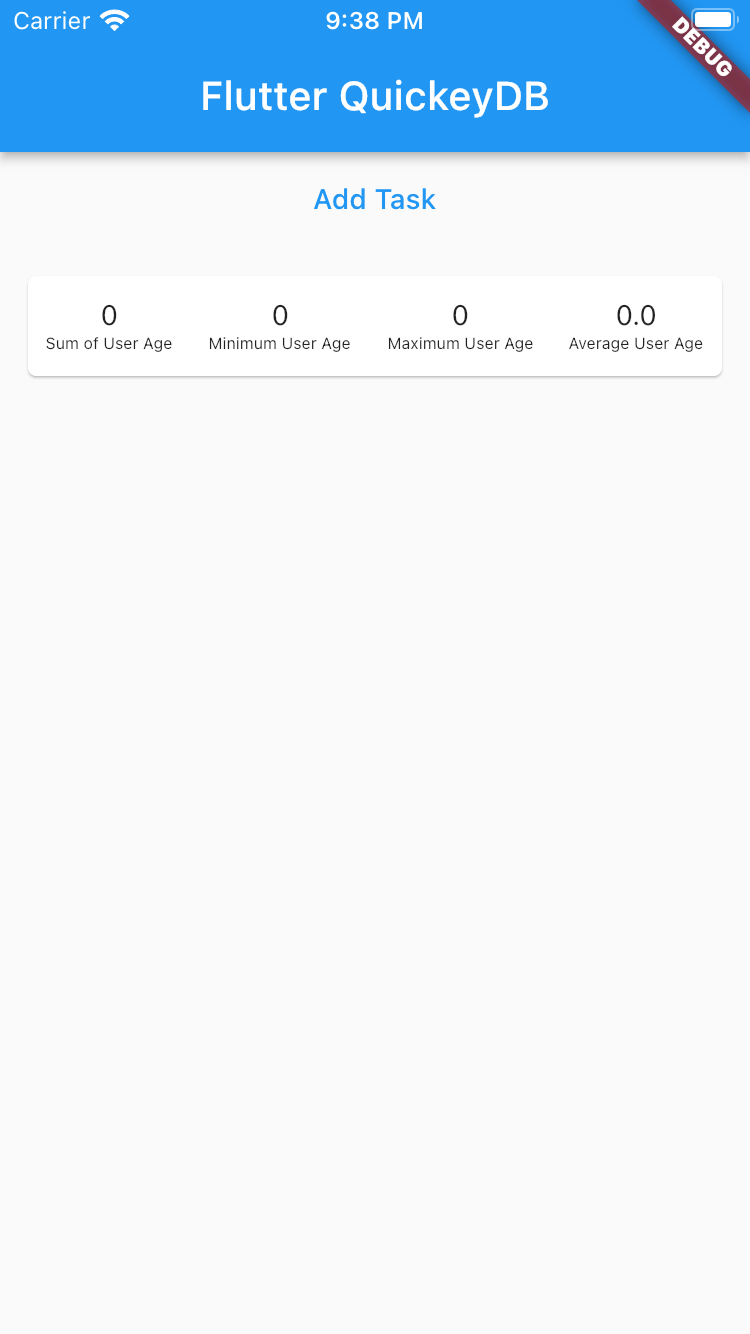 Carrier 9:38 PM
DEBUG
Flutter QuickeyDB
Add Task
0 0 0 0.0
Sum of User Age Minimum User Age Maximum User Age Average User Age